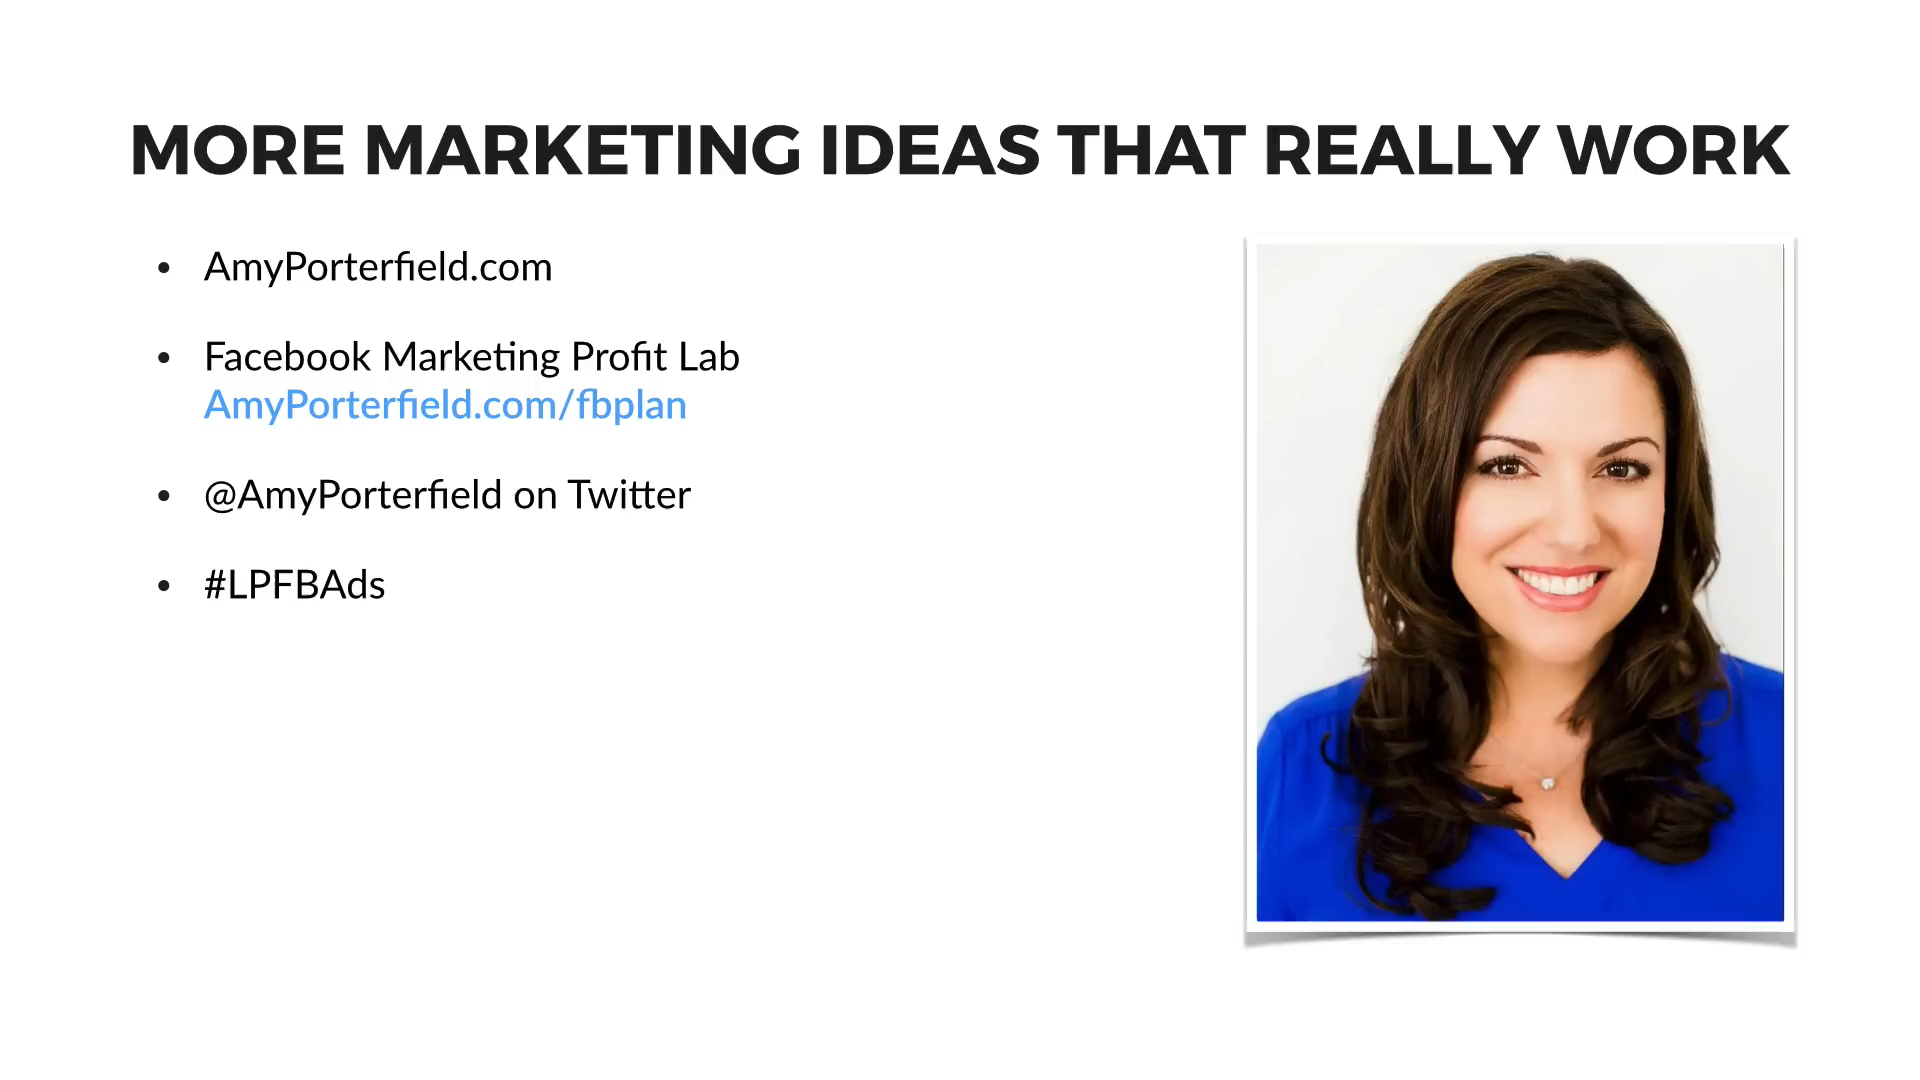 MORE MARKETING IDEAS THAT REALLY WORK
• AmyPorterfield.com
• Facebook Marketing Profit Lab
AmyPorterfield.com/fbplan
• @AmyPorterfield on Twitter
• #LPFBAds